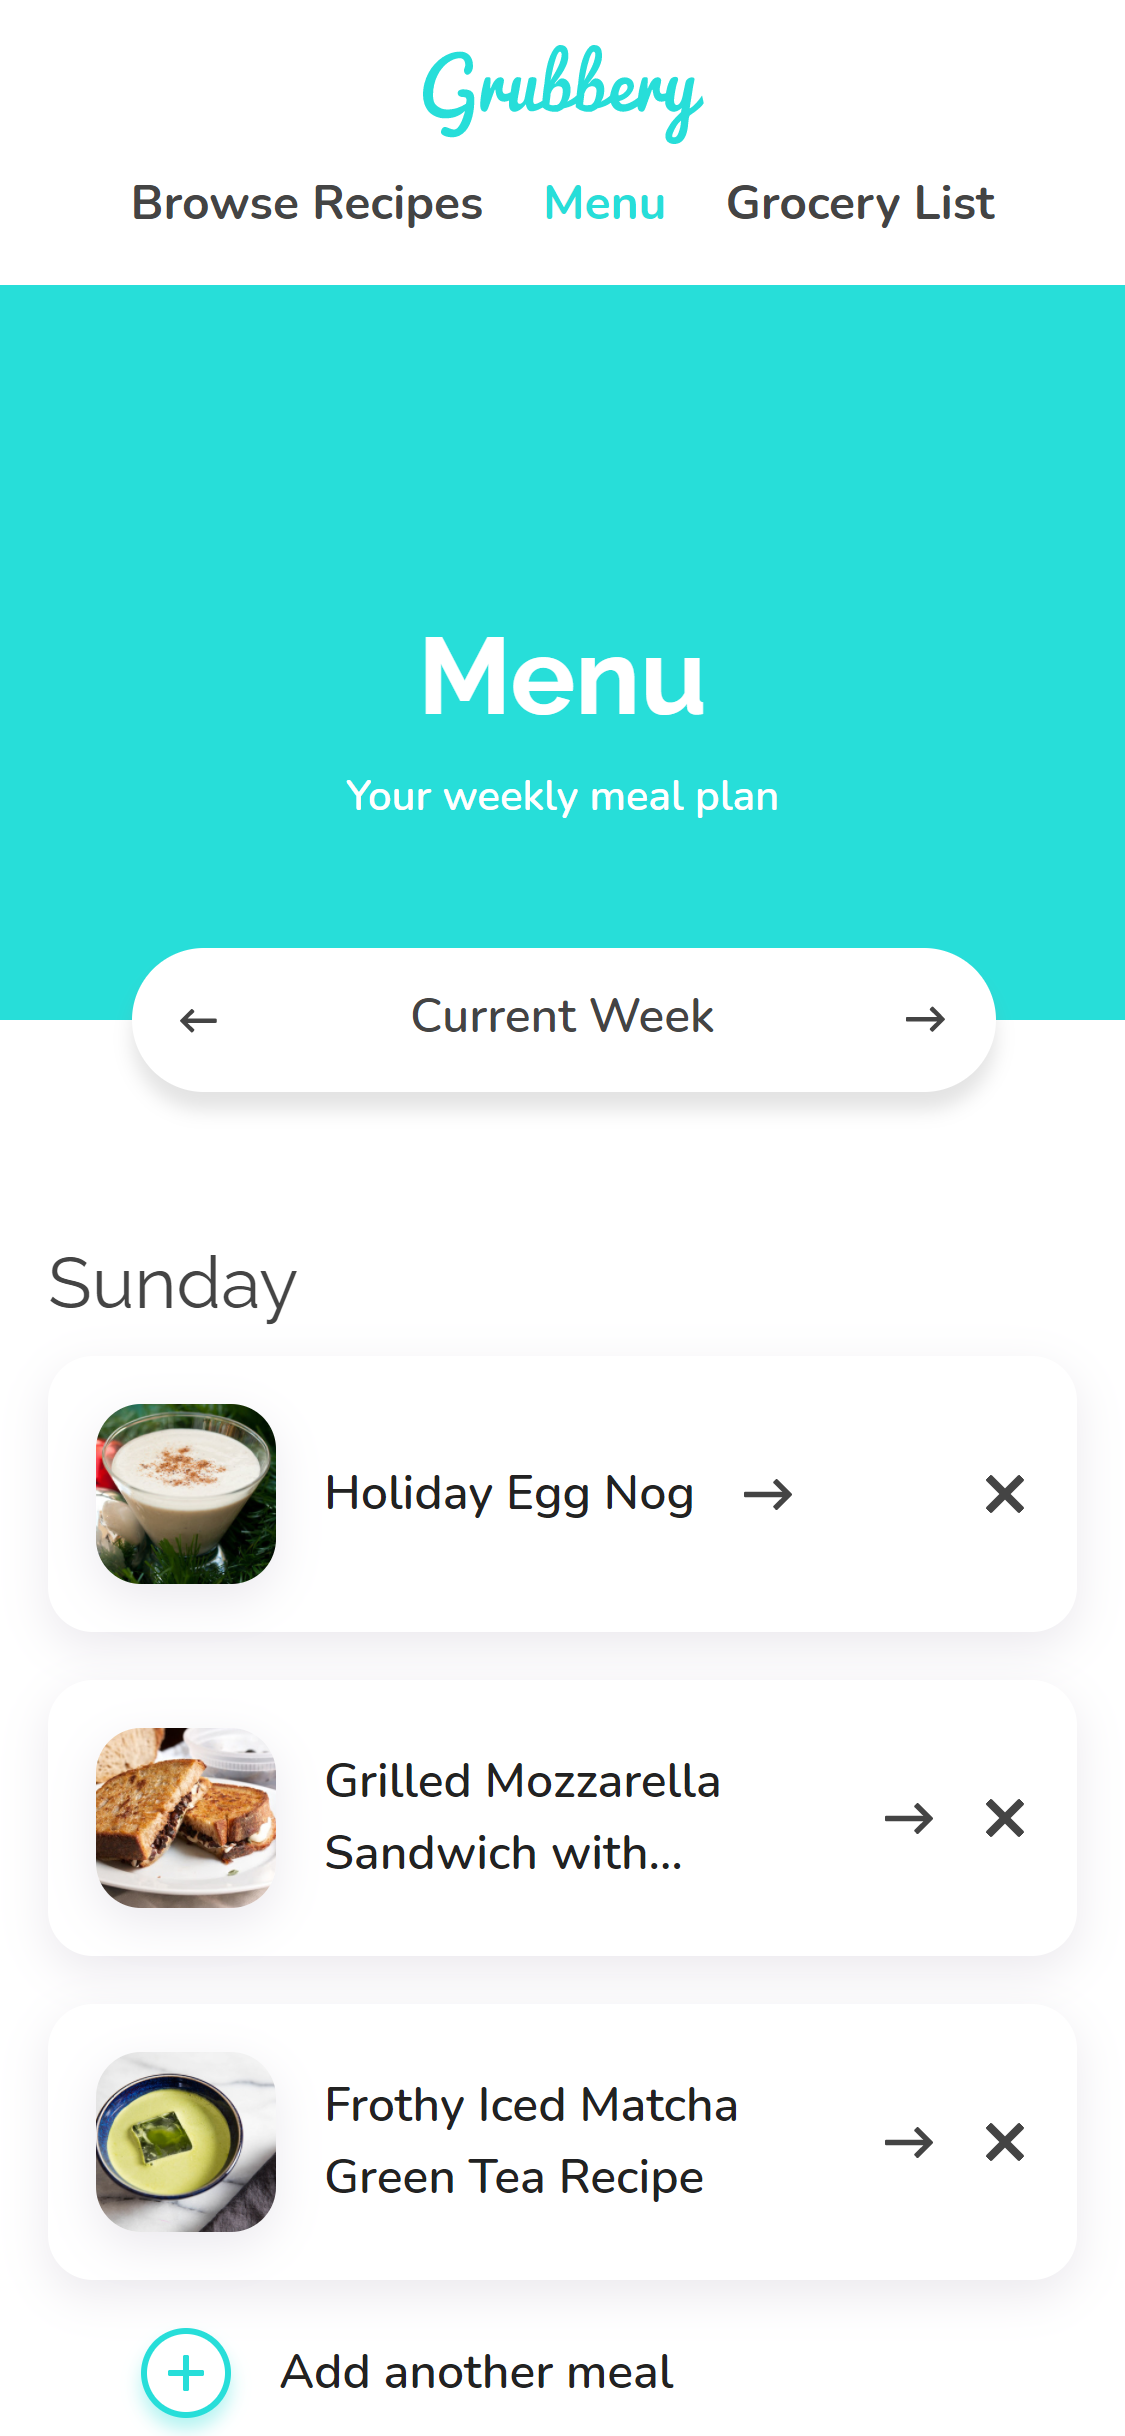 Grubbery
Browse Recipes
Menu
Grocery List
Menu
Your weekly meal plan
Current Week
Sunday
Holiday Egg Nog
Grilled Mozzarella
Sandwich with...
Frothy Iced Matcha
Green Tea Recipe
Add another meal